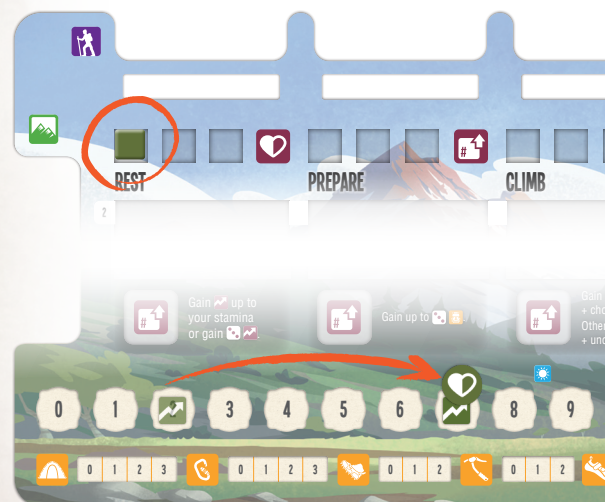 #
REST
PREPARE
CLIMB
2
#
Gain up to
your stamina
or gain
#
Gain up to
#
Gain
+ cho
Other
+ und
0 1 3 4 5 6 8 9
0 1 2 3
0 1 2 3
0 1 2
0 1 2